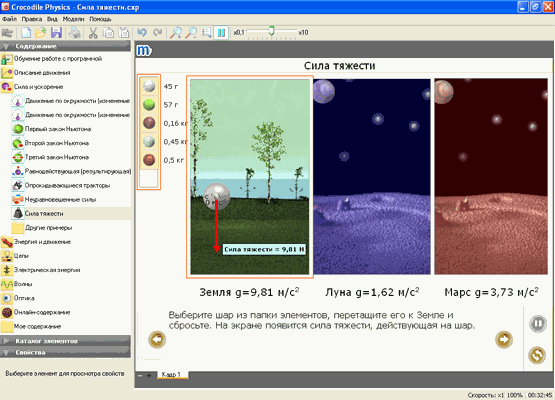 Crocodile Physics - Сила тяжести.cxp
Файл Правка Вид Модели Помощь
x0,1
x10
Содержание
Обучение работе с программой
Описание движения
Сила и ускорение
Движение по окружности (изменение
Движение по окружности (изменение
Первый закон Ньютона
Второй закон Ньютона
Третий закон Ньютона
Равнодействующая (результирующая)
Опрокидывающиеся тракторы
Неуравновешенные силы
Сила тяжести
Другие примеры
Энергия и движение
Цепи
Электрическая энергия
Волны
Оптика
Онлайн-содержание
Мое содержание
Каталог элементов
Свойства
Выберите элемент для просмотра свойств
Сила тяжести
45 г
57 г
0,16 кг
0,45 кг
0,5 кг
Сила тяжести = 9,81 Н
Земля g=9,81 м/с²
Луна g=1,62 м/с²
Марс g=3,73 м/с²
Выберите шар из папки элементов, перетащите его к Земле и
сбросьте. На экране появится сила тяжести, действующая на шар.
Кадр 1
Скорость: x1 100%
00:32:45